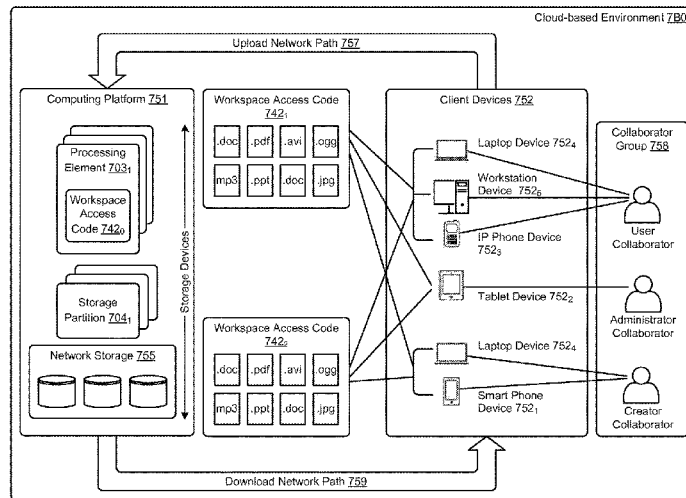 Cloud-based Environment 7B0
Upload Network Path 757
Computing Platform 751
Processing
Element 703₁
Workspace
Access
Code 742₀
Storage
Partition 704₁
Network Storage 755
Storage Devices
Workspace Access Code
742₁
.doc .pdf .avi .ogg
mp3 .ppt .doc .jpg
Workspace Access Code
.doc .pdf .avi .ogg
mp3 .ppt .doc .jpg
Client Devices 752
Laptop Device 752₄
Workstation
Device 752₅
IP Phone Device
752₃
Tablet Device 752₂
Laptop Device 752₄
Smart Phone
Device 752₁
Collaborator
Group 758
User
Collaborator
Administrator
Collaborator
Creator
Collaborator
Download Network Path 759